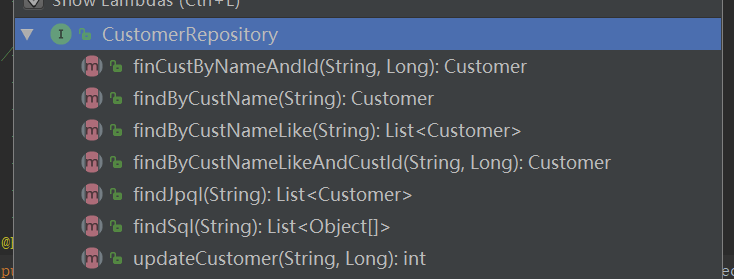 Show Lambdas (Ctrl+L)
I CustomerRepository
m finCustByNameAndId(String, Long): Customer
m findByCustName(String): Customer
m findByCustNameLike(String): List<Customer>
m findByCustNameLikeAndCustId(String, Long): Customer
m findJpql(String): List<Customer>
m findSql(String): List<Object[]>
m updateCustomer(String, Long): int